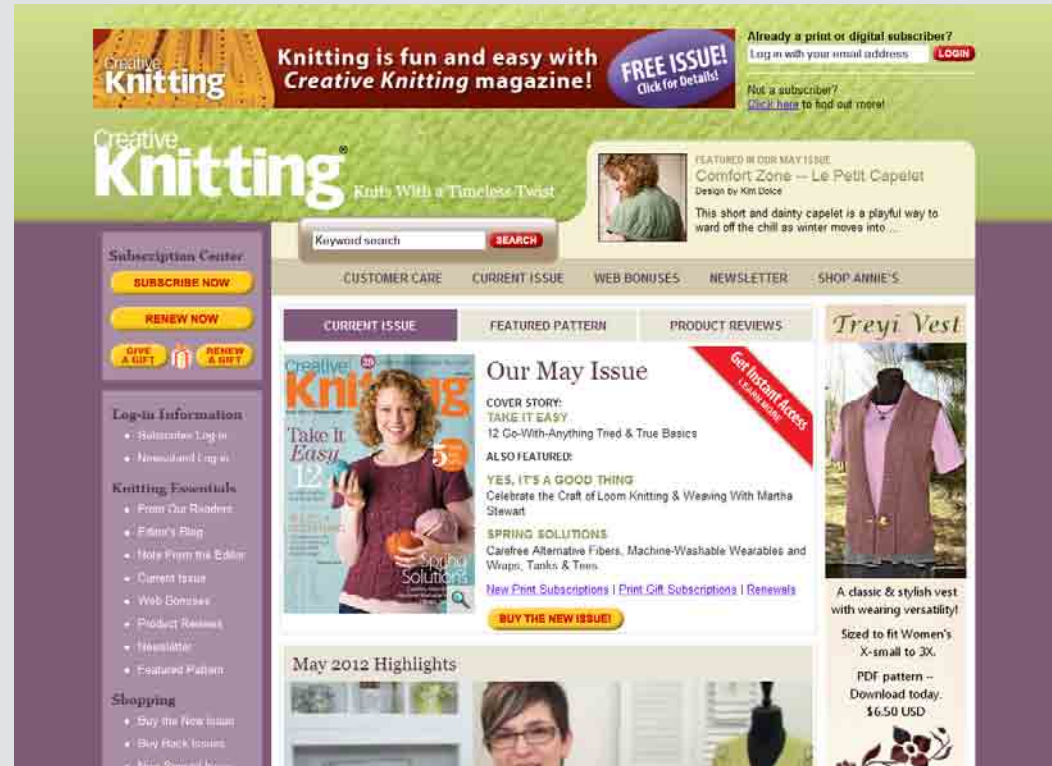 Creative
Knitting
Knitting is fun and easy with
Creative Knitting magazine!
FREE ISSUE!
Click for Details!
Already a print or digital subscriber?
Log in with your email address
LOGIN
Not a subscriber?
Click here to find out more!
Creative
Knitting®
Knits With a Timeless Twist
FEATURED IN OUR MAY ISSUE
Comfort Zone -- Le Petit Capelet
Design by Kim Dolce
This short and dainty capelet is a playful way to
ward off the chill as winter moves into ...
Keyword search
SEARCH
CUSTOMER CARE
CURRENT ISSUE
WEB BONUSES
NEWSLETTER
SHOP ANNIE'S
Subscription Center
SUBSCRIBE NOW
RENEW NOW
GIVE
A GIFT
RENEW
A GIFT
Log-in Information
Subscriber Log-in
Newsstand Log-in
Knitting Essentials
From Our Readers
Editor's Blog
Note From the Editor
Current Issue
Web Bonuses
Product Reviews
Newsletter
Featured Pattern
Shopping
Buy the New Issue
Buy Back Issues
CURRENT ISSUE
FEATURED PATTERN
PRODUCT REVIEWS
Creative
Knitting
Take It
Easy
12
5
Spring
Solutions
Our May Issue
Get Instant Access
LEARN MORE
COVER STORY:
TAKE IT EASY
12 Go-With-Anything Tried & True Basics
ALSO FEATURED:
YES, IT'S A GOOD THING
Celebrate the Craft of Loom Knitting & Weaving With Martha
Stewart
SPRING SOLUTIONS
Carefree Alternative Fibers, Machine-Washable Wearables and
Wraps, Tanks & Tees
New Print Subscriptions | Print Gift Subscriptions | Renewals
BUY THE NEW ISSUE!
May 2012 Highlights
Treyi Vest
A classic & stylish vest
with wearing versatility!
Sized to fit Women's
X-small to 3X.
PDF pattern --
Download today.
$6.50 USD